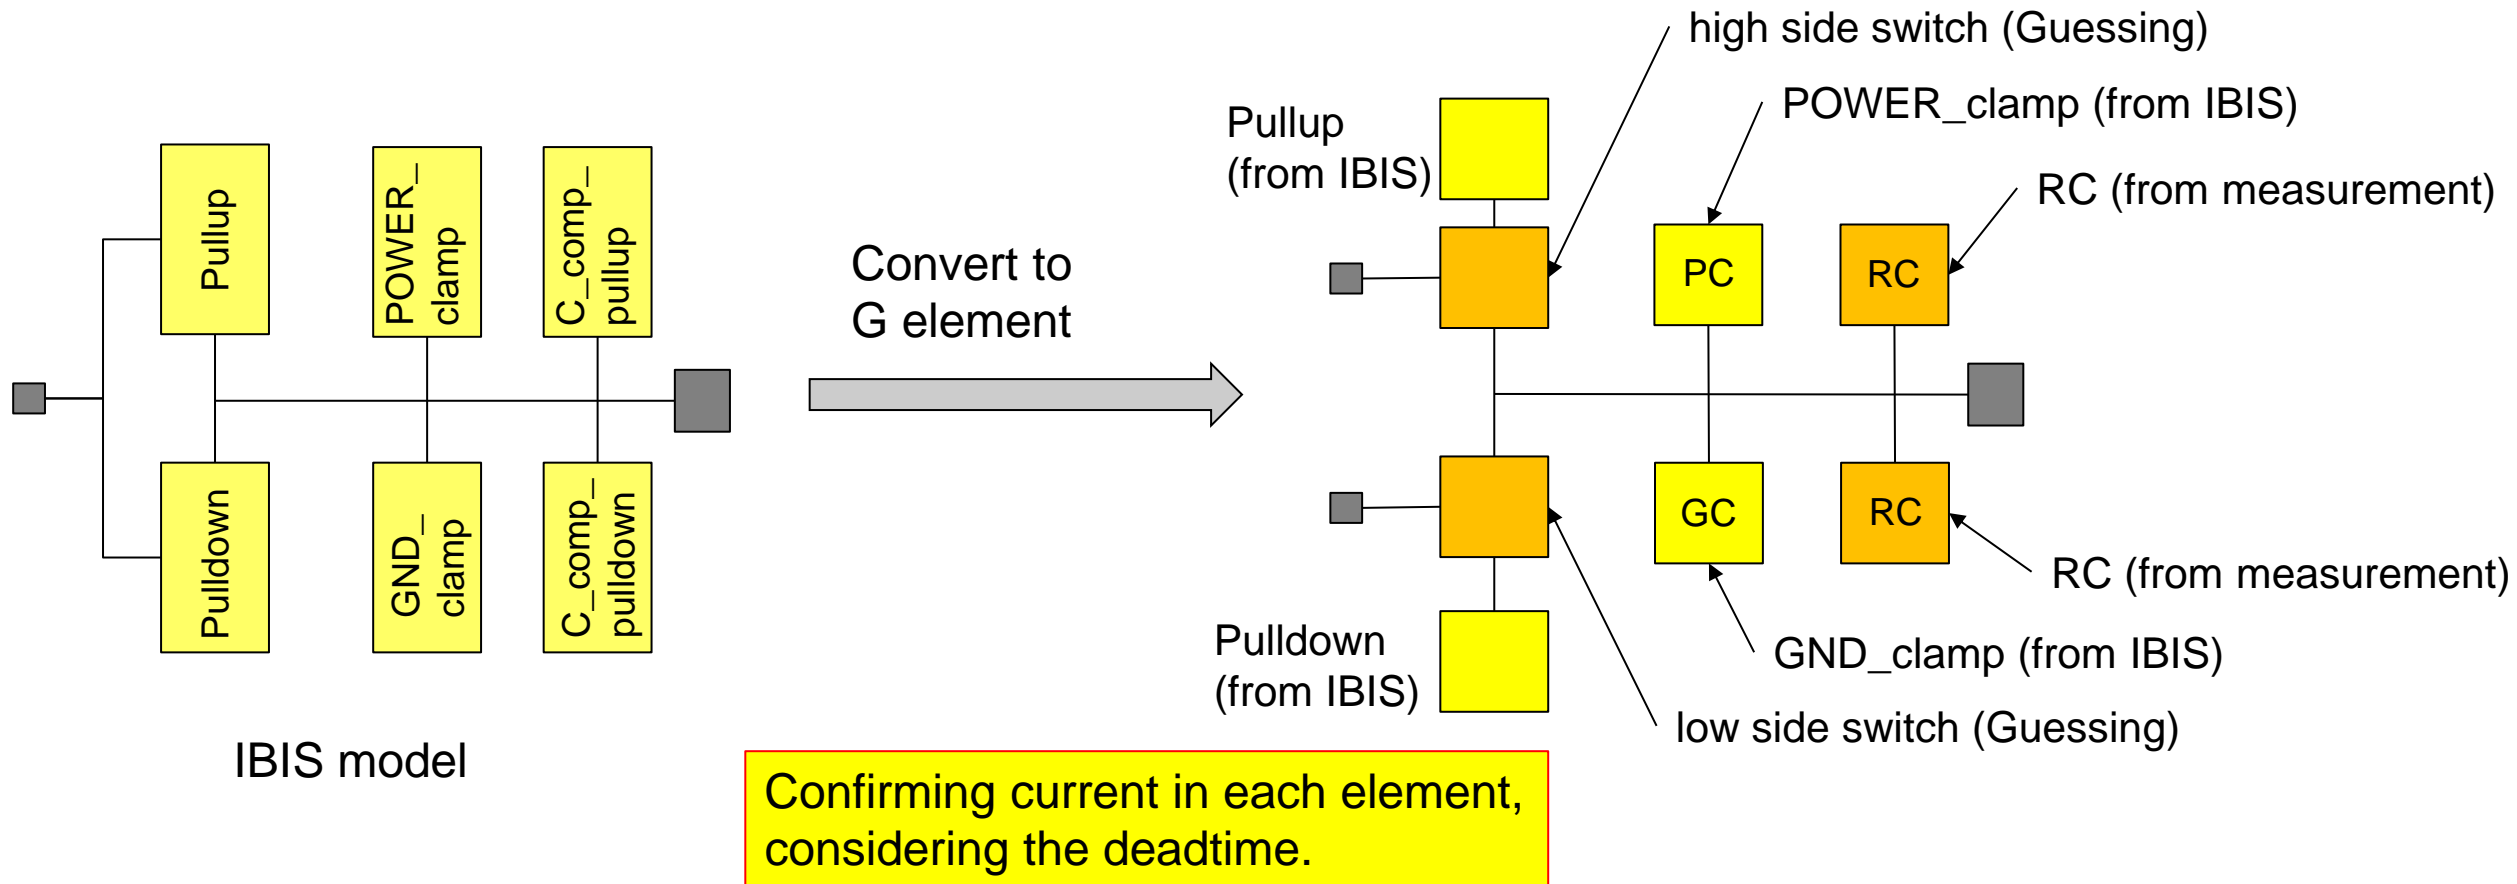 Pullup
POWER_
clamp
C_comp_
pullup
Pulldown
GND_
clamp
C_comp_
pulldown
IBIS model
Convert to
G element
high side switch (Guessing)
Pullup
(from IBIS)
POWER_clamp (from IBIS)
RC (from measurement)
PC
RC
GC
RC
RC (from measurement)
Pulldown
(from IBIS)
GND_clamp (from IBIS)
low side switch (Guessing)
Confirming current in each element,
considering the deadtime.